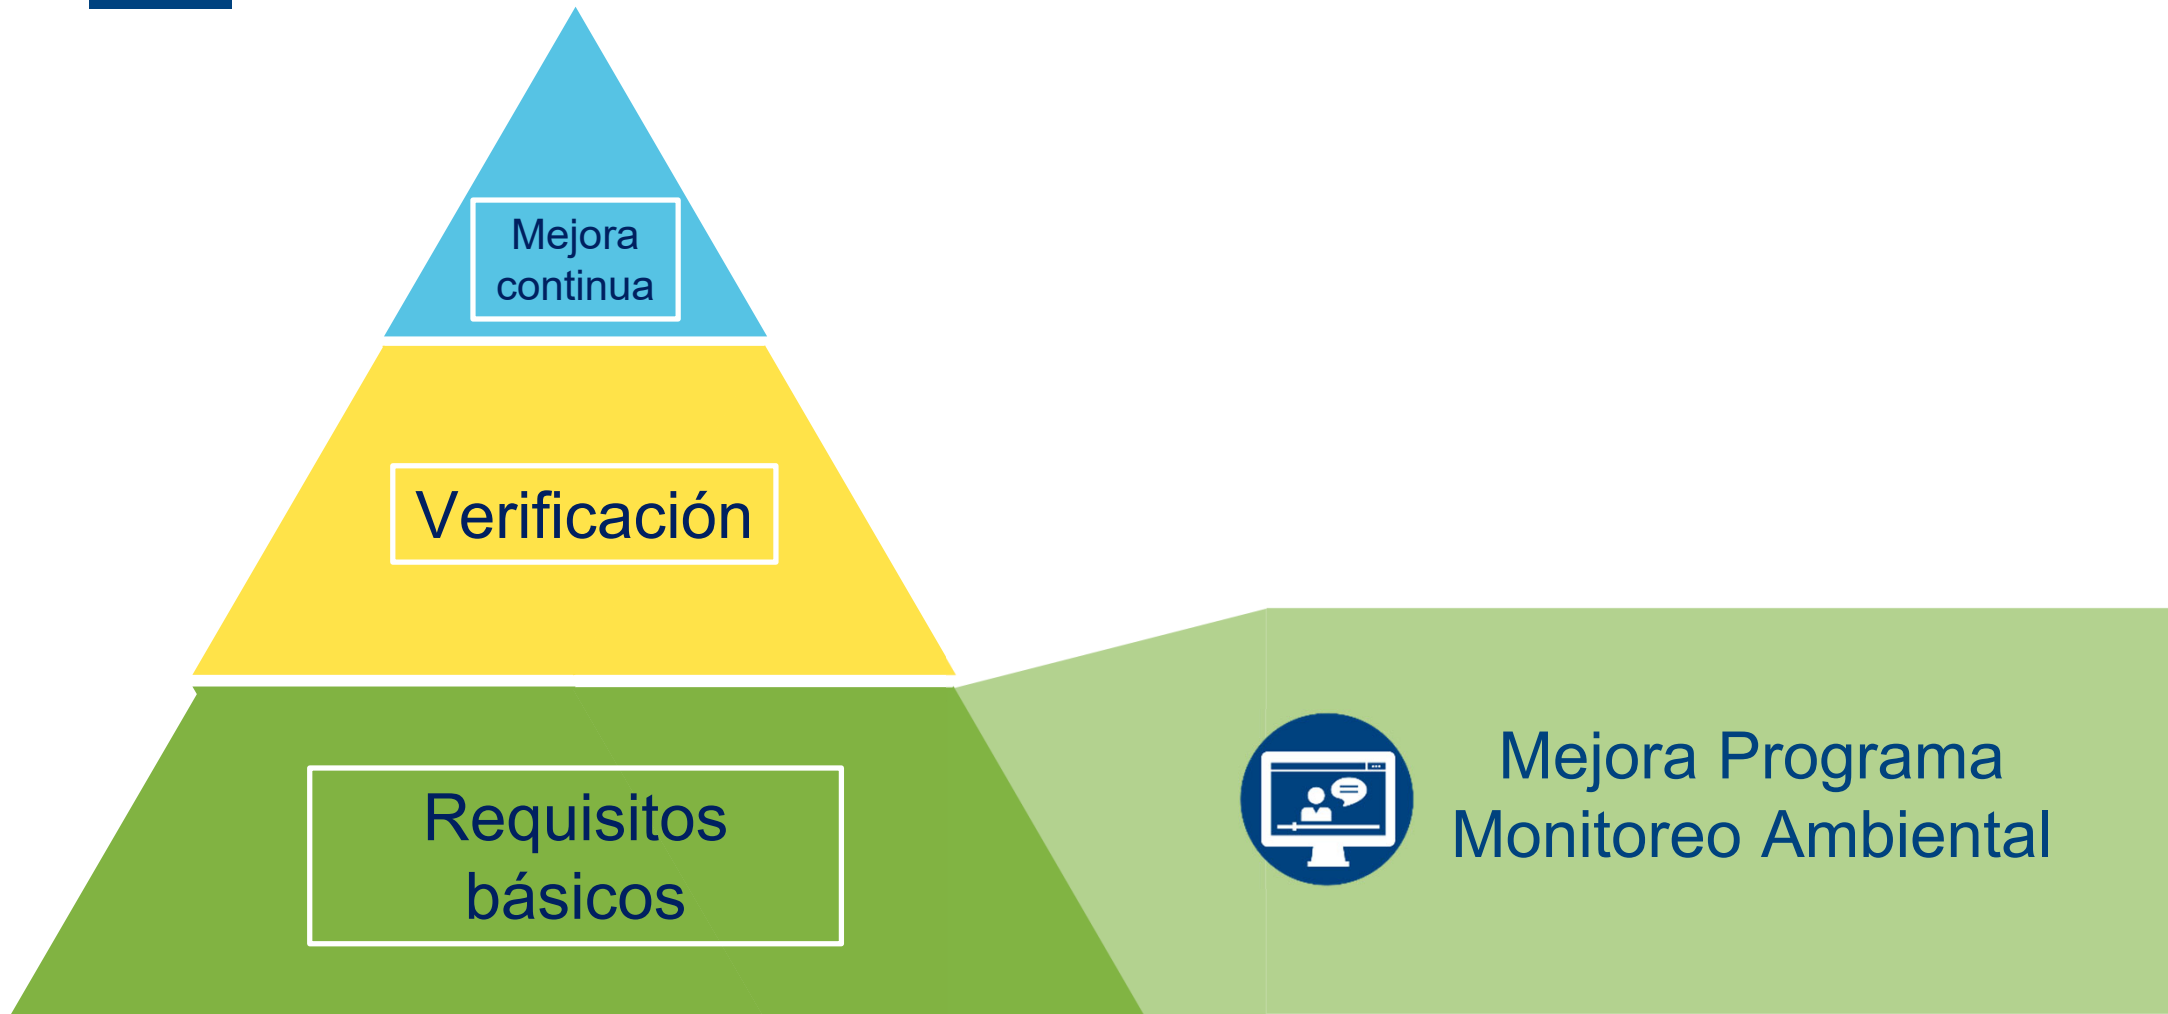 Mejora
continua
Verificación
Requisitos
básicos
Mejora Programa
Monitoreo Ambiental